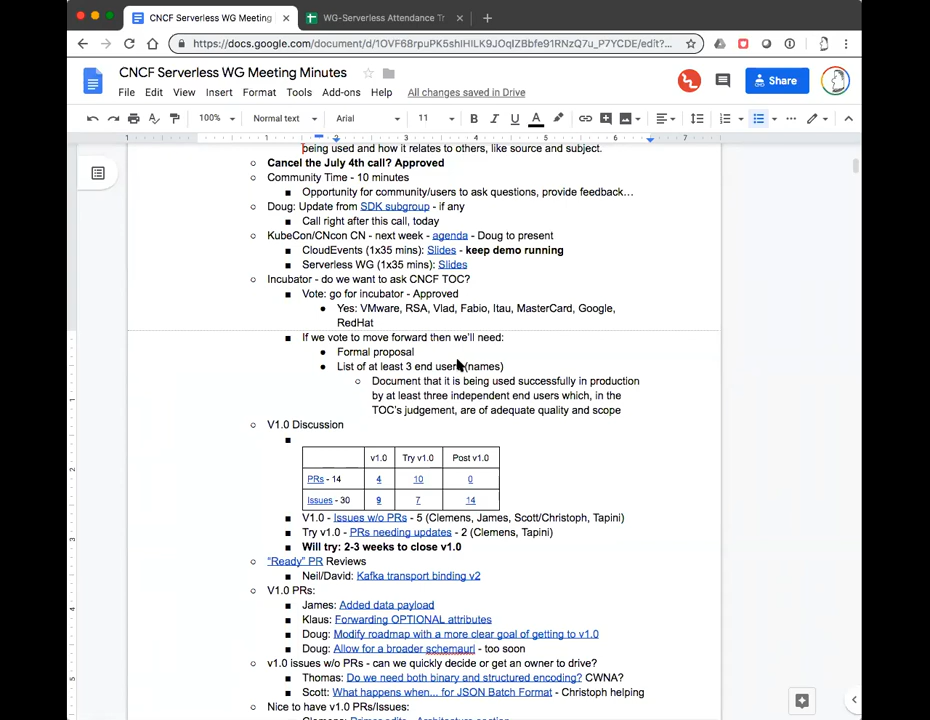 CNCF Serverless WG Meeting
WG-Serverless Attendance Tr
https://docs.google.com/document/d/1OVF68rpuPK5shIHILK9JOqIZBbfe91RNzQ7u_P7YCDE/edit?...
CNCF Serverless WG Meeting Minutes
File Edit View Insert Format Tools Add-ons Help All changes saved in Drive
Share
100% Normal text Arial 11 B I U A
1 1 2 3 4 5 6 7
being used and how it relates to others, like source and subject.
Cancel the July 4th call? Approved
Community Time - 10 minutes
Opportunity for community/users to ask questions, provide feedback…
Doug: Update from SDK subgroup - if any
Call right after this call, today
KubeCon/CNcon CN - next week - agenda - Doug to present
CloudEvents (1x35 mins): Slides - keep demo running
Serverless WG (1x35 mins): Slides
Incubator - do we want to ask CNCF TOC?
Vote: go for incubator - Approved
Yes: VMware, RSA, Vlad, Fabio, Itau, MasterCard, Google,
RedHat
If we vote to move forward then we'll need:
Formal proposal
List of at least 3 end users (names)
Document that it is being used successfully in production
by at least three independent end users which, in the
TOC's judgement, are of adequate quality and scope
V1.0 Discussion
v1.0 Try v1.0 Post v1.0
PRs - 14 4 10 0
Issues - 30 9 7 14
V1.0 - Issues w/o PRs - 5 (Clemens, James, Scott/Christoph, Tapini)
Try v1.0 - PRs needing updates - 2 (Clemens, Tapini)
Will try: 2-3 weeks to close v1.0
"Ready" PR Reviews
Neil/David: Kafka transport binding v2
V1.0 PRs:
James: Added data payload
Klaus: Forwarding OPTIONAL attributes
Doug: Modify roadmap with a more clear goal of getting to v1.0
Doug: Allow for a broader schemaurl - too soon
v1.0 issues w/o PRs - can we quickly decide or get an owner to drive?
Thomas: Do we need both binary and structured encoding? CWNA?
Scott: What happens when... for JSON Batch Format - Christoph helping
Nice to have v1.0 PRs/Issues: